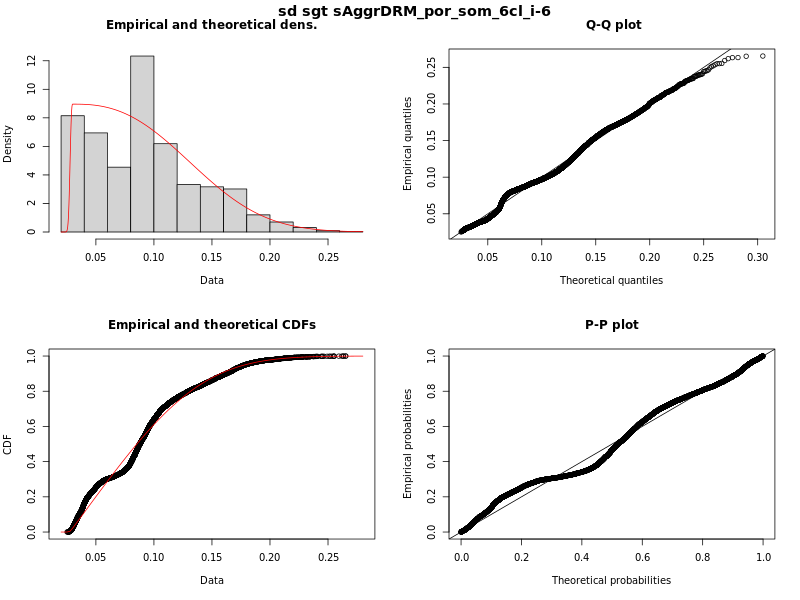 sd sgt sAggrDRM_por_som_6cl_i-6
Empirical and theoretical dens.
Density
0 2 4 6 8 10 12
0.05 0.10 0.15 0.20 0.25
Data
Q-Q plot
Empirical quantiles
0.05 0.10 0.15 0.20 0.25
0.05 0.10 0.15 0.20 0.25 0.30
Theoretical quantiles
Empirical and theoretical CDFs
CDF
0.0 0.2 0.4 0.6 0.8 1.0
0.05 0.10 0.15 0.20 0.25
Data
P-P plot
Empirical probabilities
0.0 0.2 0.4 0.6 0.8 1.0
0.0 0.2 0.4 0.6 0.8 1.0
Theoretical probabilities